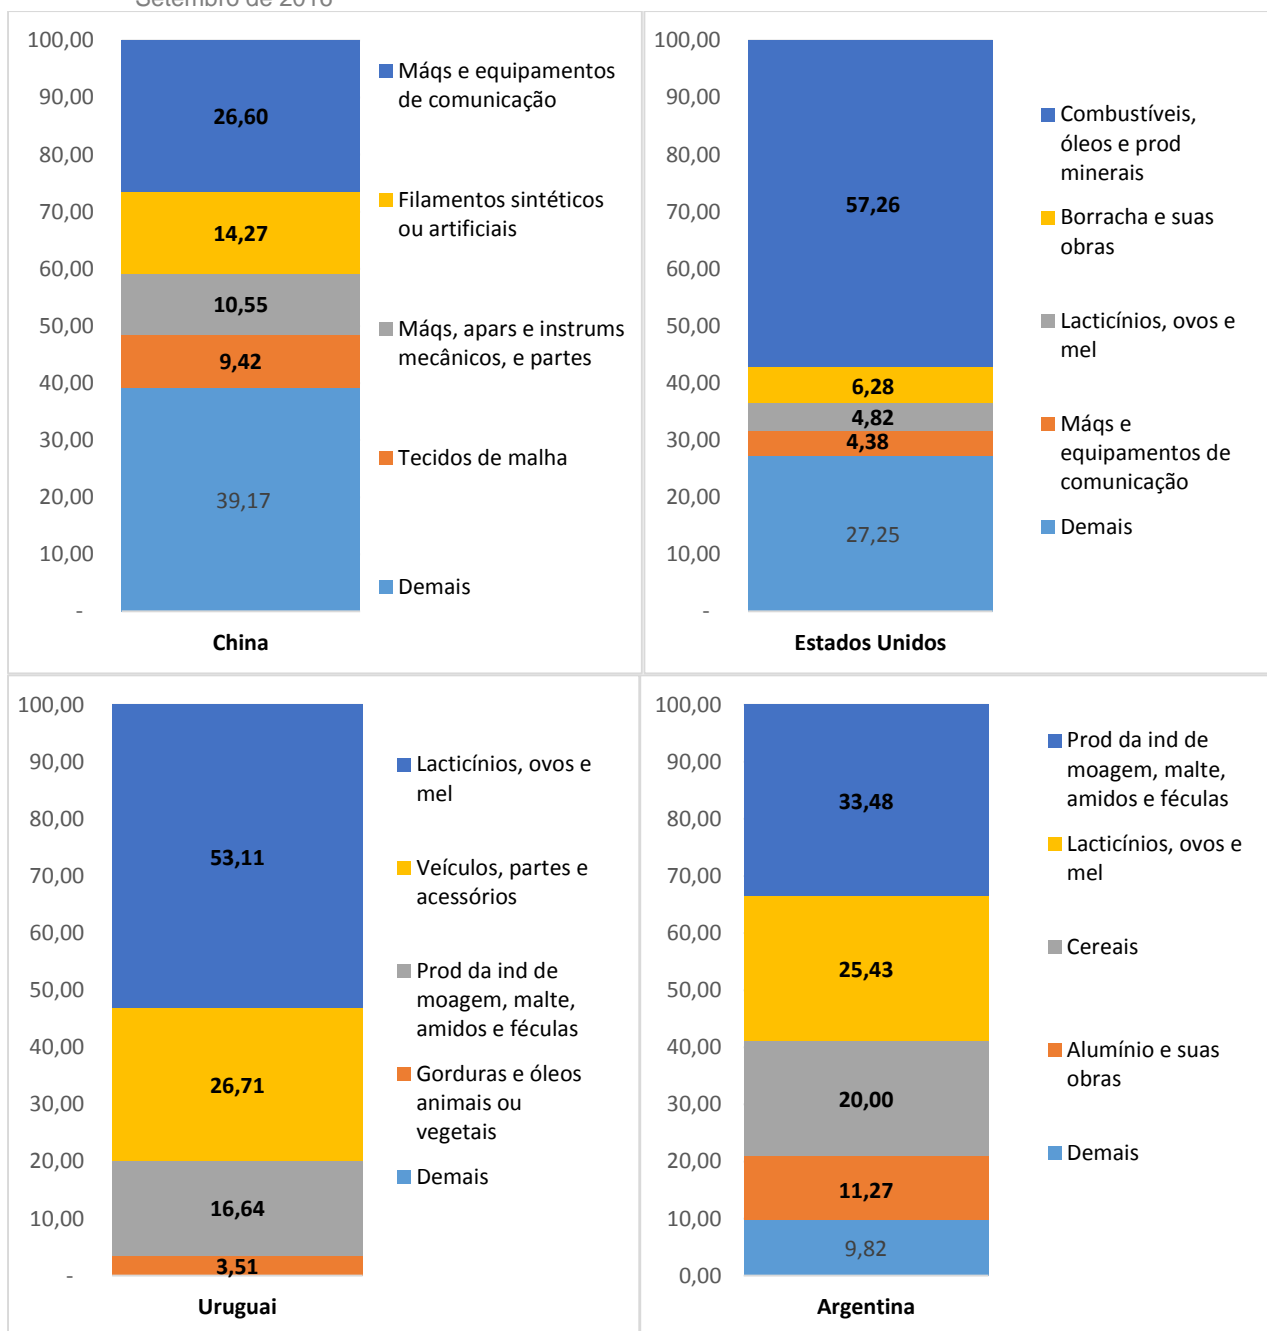 Setembro de 2016
100,00
90,00
80,00
70,00
60,00
50,00
40,00
30,00
20,00
10,00
-
26,60
14,27
10,55
9,42
39,17
China
Máqs e equipamentos
de comunicação
Filamentos sintéticos
ou artificiais
Máqs, apars e instrums
mecânicos, e partes
Tecidos de malha
Demais
100,00
90,00
80,00
70,00
60,00
50,00
40,00
30,00
20,00
10,00
-
57,26
6,28
4,82
4,38
27,25
Estados Unidos
Combustíveis,
óleos e prod
minerais
Borracha e suas
obras
Lacticínios, ovos e
mel
Máqs e
equipamentos de
comunicação
Demais
100,00
90,00
80,00
70,00
60,00
50,00
40,00
30,00
20,00
10,00
-
53,11
26,71
16,64
3,51
Uruguai
Lacticínios, ovos e
mel
Veículos, partes e
acessórios
Prod da ind de
moagem, malte,
amidos e féculas
Gorduras e óleos
animais ou
vegetais
Demais
100,00
90,00
80,00
70,00
60,00
50,00
40,00
30,00
20,00
10,00
0,00
33,48
25,43
20,00
11,27
9,82
Argentina
Prod da ind de
moagem, malte,
amidos e féculas
Lacticínios, ovos e
mel
Cereais
Alumínio e suas
obras
Demais